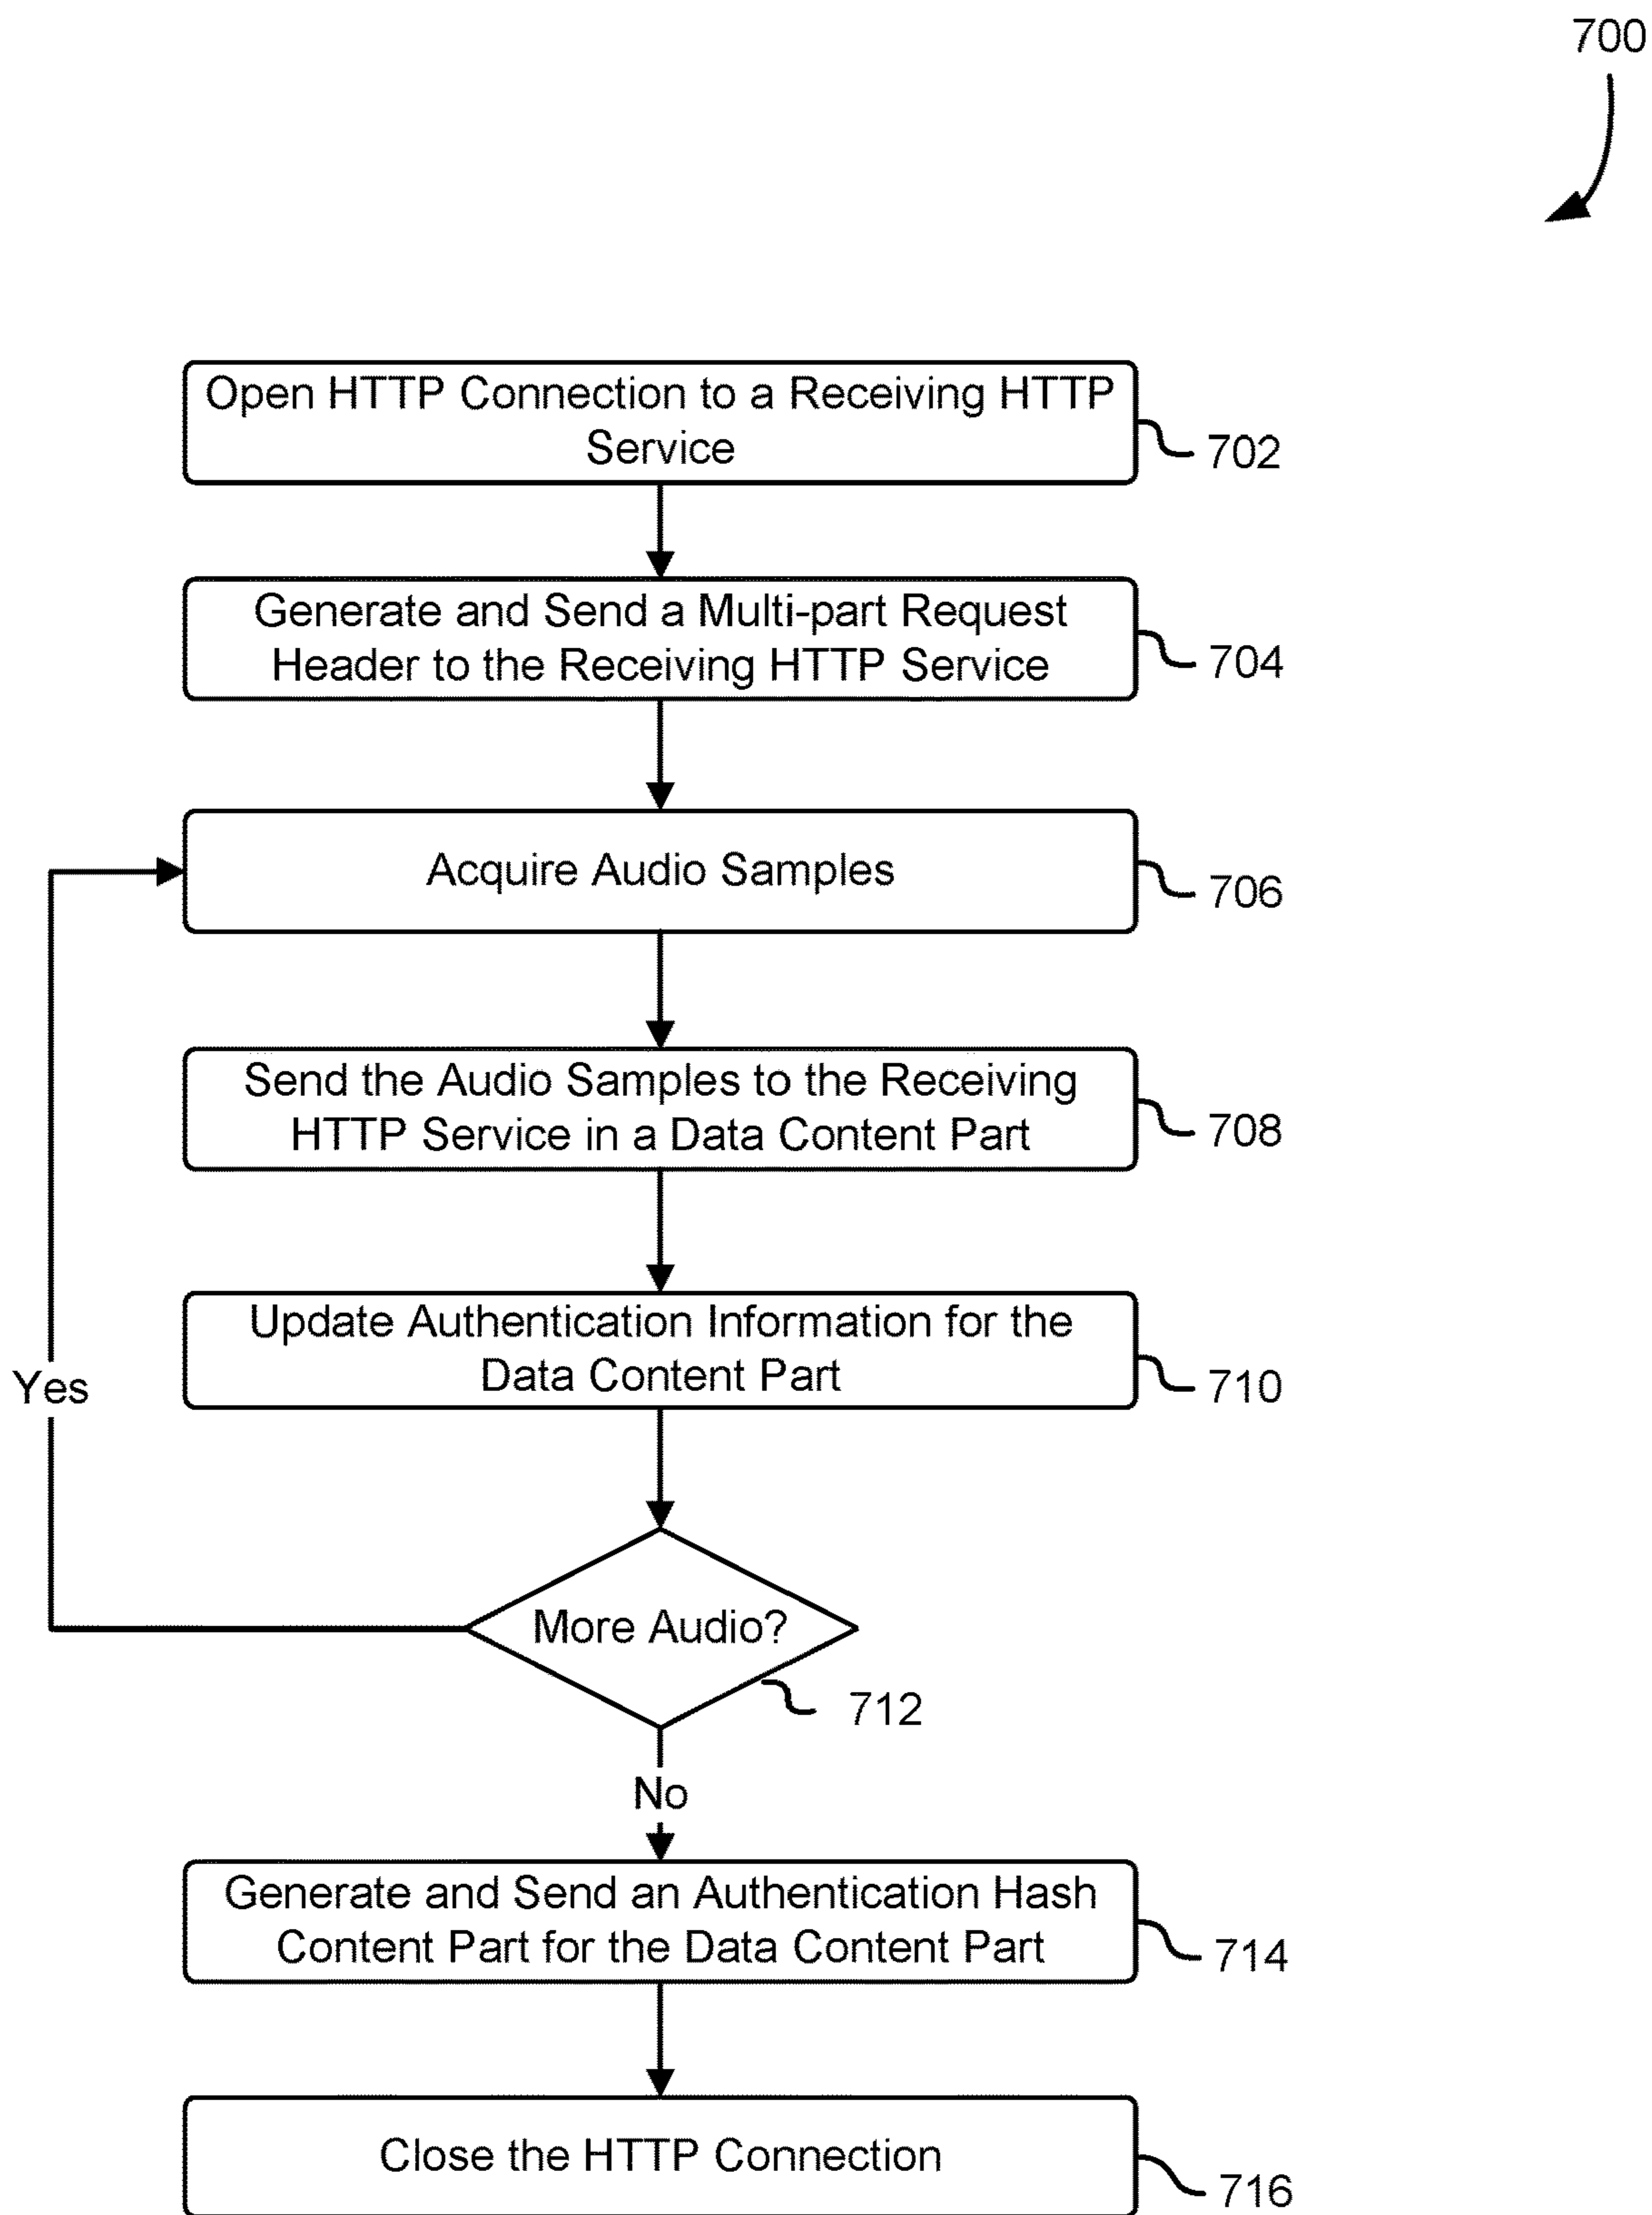 700
Open HTTP Connection to a Receiving HTTP
Service
702
Generate and Send a Multi-part Request
Header to the Receiving HTTP Service
704
Acquire Audio Samples
706
Send the Audio Samples to the Receiving
HTTP Service in a Data Content Part
708
Update Authentication Information for the
Data Content Part
710
Yes
More Audio?
712
No
Generate and Send an Authentication Hash
Content Part for the Data Content Part
714
Close the HTTP Connection
716